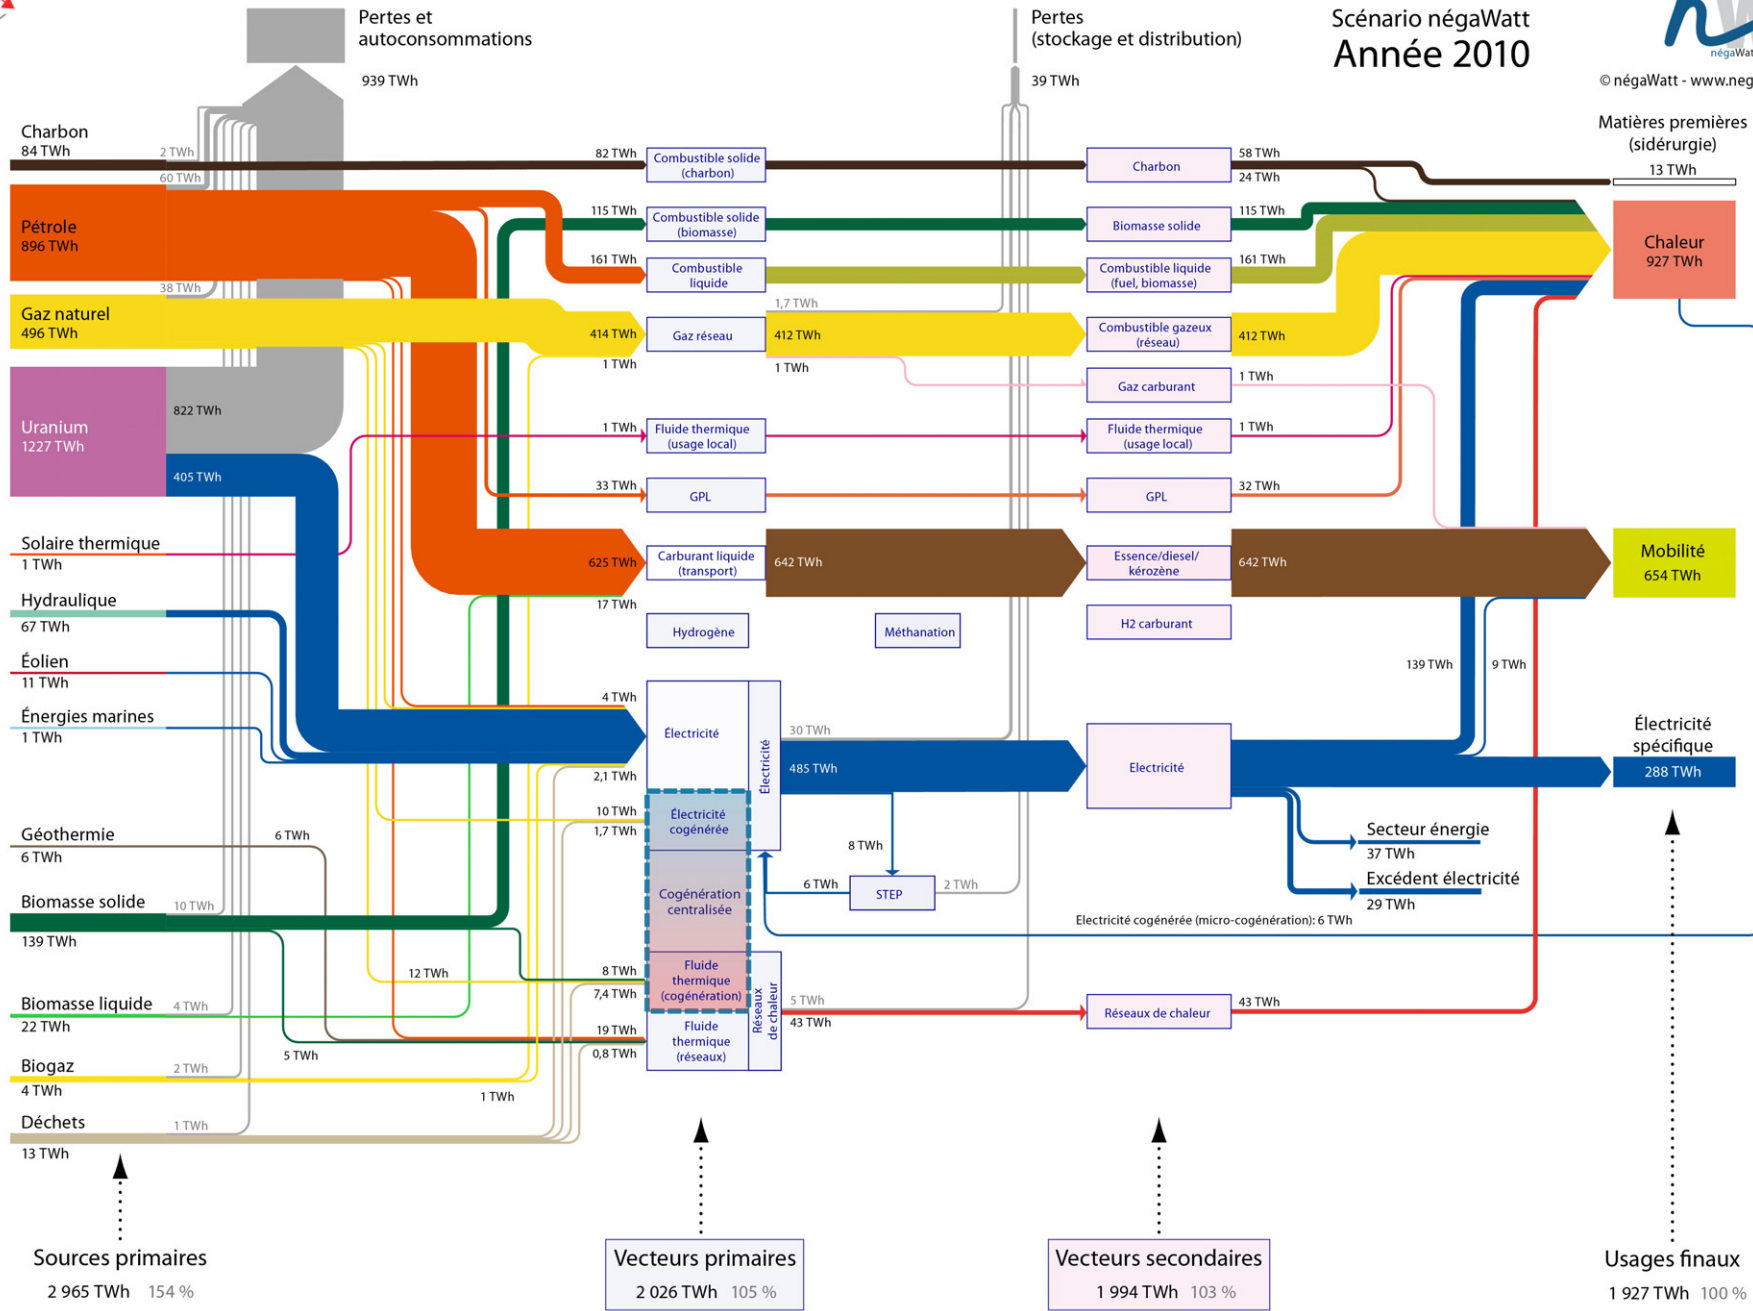 Pertes et
autoconsommations
939 TWh
Pertes
(stockage et distribution)
39 TWh
Scénario négaWatt
Année 2010
© négaWatt - www.neg
Charbon
84 TWh
2 TWh
60 TWh
Pétrole
896 TWh
38 TWh
Gaz naturel
496 TWh
Uranium
1227 TWh
822 TWh
405 TWh
Solaire thermique
1 TWh
Hydraulique
67 TWh
Éolien
11 TWh
Énergies marines
1 TWh
Géothermie
6 TWh
6 TWh
Biomasse solide
139 TWh
10 TWh
12 TWh
Biomasse liquide
22 TWh
4 TWh
5 TWh
Biogaz
4 TWh
2 TWh
1 TWh
Déchets
13 TWh
1 TWh
82 TWh
Combustible solide
(charbon)
115 TWh
Combustible solide
(biomasse)
161 TWh
Combustible
liquide
414 TWh
1 TWh
Gaz réseau
1,7 TWh
412 TWh
1 TWh
1 TWh
Fluide thermique
(usage local)
33 TWh
GPL
625 TWh
17 TWh
Carburant liquide
(transport)
642 TWh
Hydrogène
Méthanation
4 TWh
2,1 TWh
Électricité
Électricité
30 TWh
485 TWh
10 TWh
1,7 TWh
Électricité
cogénérée
Cogénération
centralisée
8 TWh
6 TWh
STEP
2 TWh
8 TWh
7,4 TWh
Fluide
thermique
(cogénération)
19 TWh
0,8 TWh
Fluide
thermique
(réseaux)
Réseaux
de chaleur
5 TWh
43 TWh
Charbon
58 TWh
24 TWh
Biomasse solide
115 TWh
Combustible liquide
(fuel, biomasse)
161 TWh
Combustible gazeux
(réseau)
412 TWh
Gaz carburant
1 TWh
Fluide thermique
(usage local)
1 TWh
GPL
32 TWh
Essence/diesel/
kérozène
642 TWh
H2 carburant
Electricité
139 TWh
9 TWh
Secteur énergie
37 TWh
Excédent électricité
29 TWh
Electricité cogénérée (micro-cogénération): 6 TWh
Réseaux de chaleur
43 TWh
négaWat
Matières premières
(sidérurgie)
13 TWh
Chaleur
927 TWh
Mobilité
654 TWh
Électricité
spécifique
288 TWh
Sources primaires
2 965 TWh 154 %
Vecteurs primaires
2 026 TWh 105 %
Vecteurs secondaires
1 994 TWh 103 %
Usages finaux
1 927 TWh 100 %